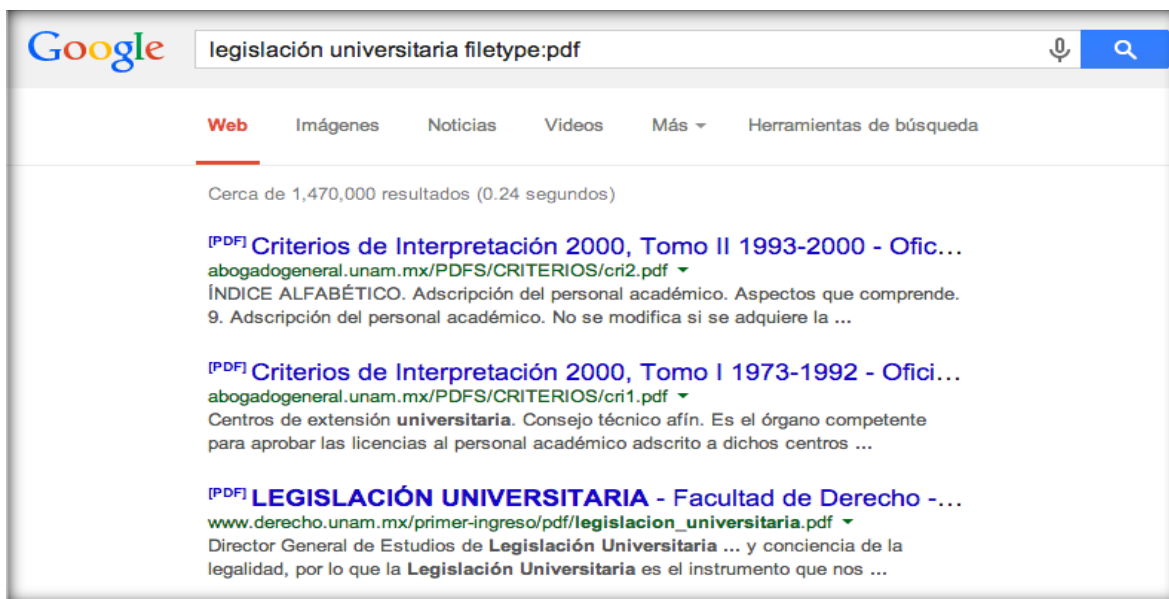 Google
legislación universitaria filetype:pdf
Web Imágenes Noticias Videos Más Herramientas de búsqueda
Cerca de 1,470,000 resultados (0.24 segundos)
[PDF] Criterios de Interpretación 2000, Tomo II 1993-2000 - Ofic...
abogadogeneral.unam.mx/PDFS/CRITERIOS/cri2.pdf
ÍNDICE ALFABÉTICO. Adscripción del personal académico. Aspectos que comprende.
9. Adscripción del personal académico. No se modifica si se adquiere la ...
[PDF] Criterios de Interpretación 2000, Tomo I 1973-1992 - Ofici...
abogadogeneral.unam.mx/PDFS/CRITERIOS/cri1.pdf
Centros de extensión universitaria. Consejo técnico afín. Es el órgano competente
para aprobar las licencias al personal académico adscrito a dichos centros ...
[PDF] LEGISLACIÓN UNIVERSITARIA - Facultad de Derecho -...
www.derecho.unam.mx/primer-ingreso/pdf/legislacion_universitaria.pdf
Director General de Estudios de Legislación Universitaria ... y conciencia de la
legalidad, por lo que la Legislación Universitaria es el instrumento que nos ...